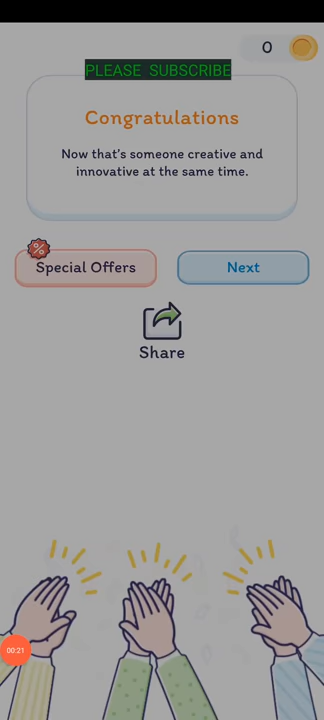 0
PLEASE SUBSCRIBE
Congratulations
Now that's someone creative and
innovative at the same time.
%
Special Offers
Next
Share
00:21